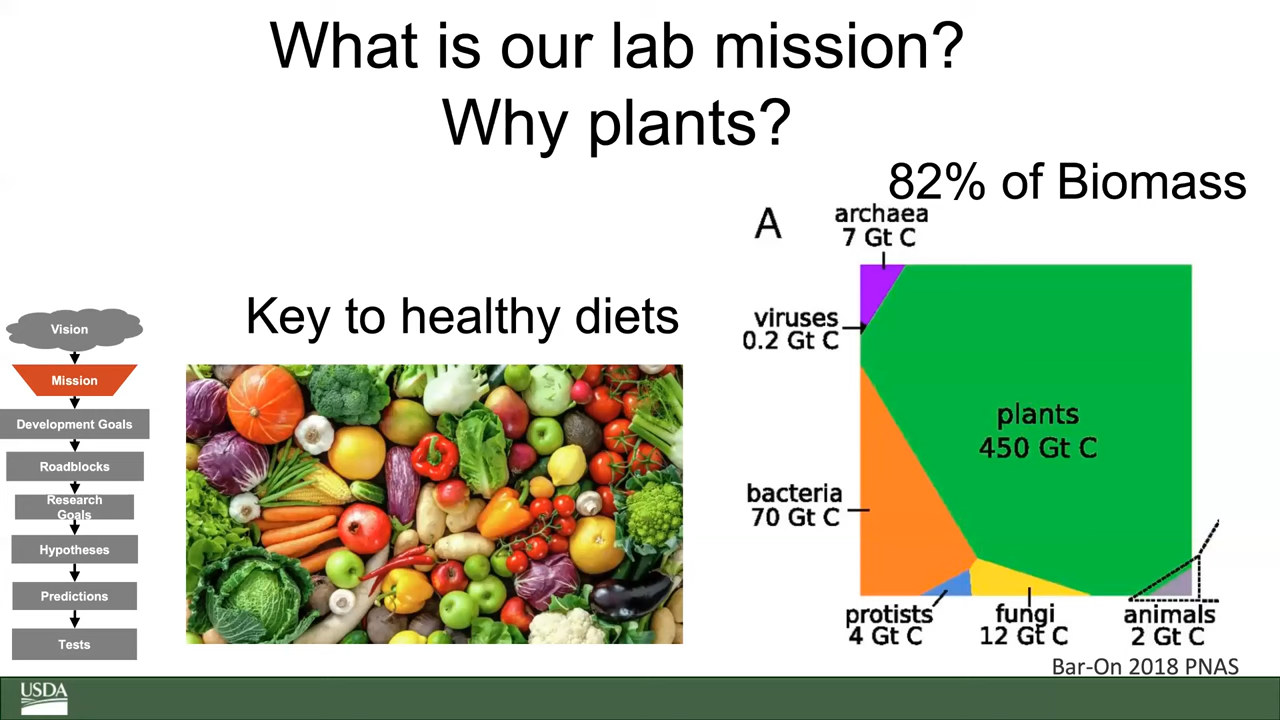 What is our lab mission?
Why plants?
82% of Biomass
A
archaea
7 Gt C
viruses
0.2 Gt C
plants
450 Gt C
bacteria
70 Gt C
protists
4 Gt C
fungi
12 Gt C
animals
2 Gt C
Bar-On 2018 PNAS
Key to healthy diets
Vision
Mission
Development Goals
Roadblocks
Research
Goals
Hypotheses
Predictions
Tests
USDA